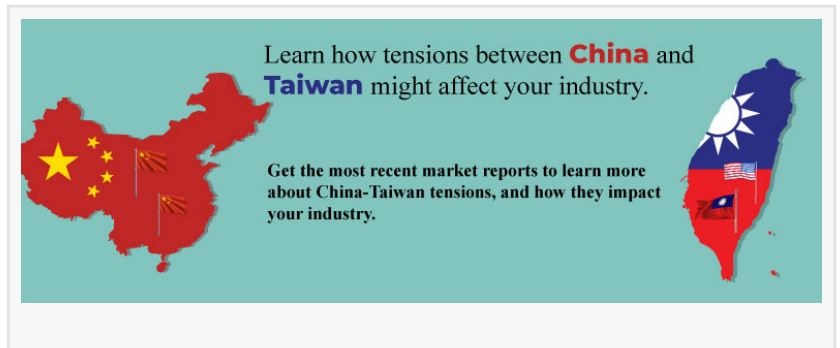 Learn how tensions between China and
Taiwan might affect your industry.
Get the most recent market reports to learn more
about China-Taiwan tensions, and how they impact
your industry.